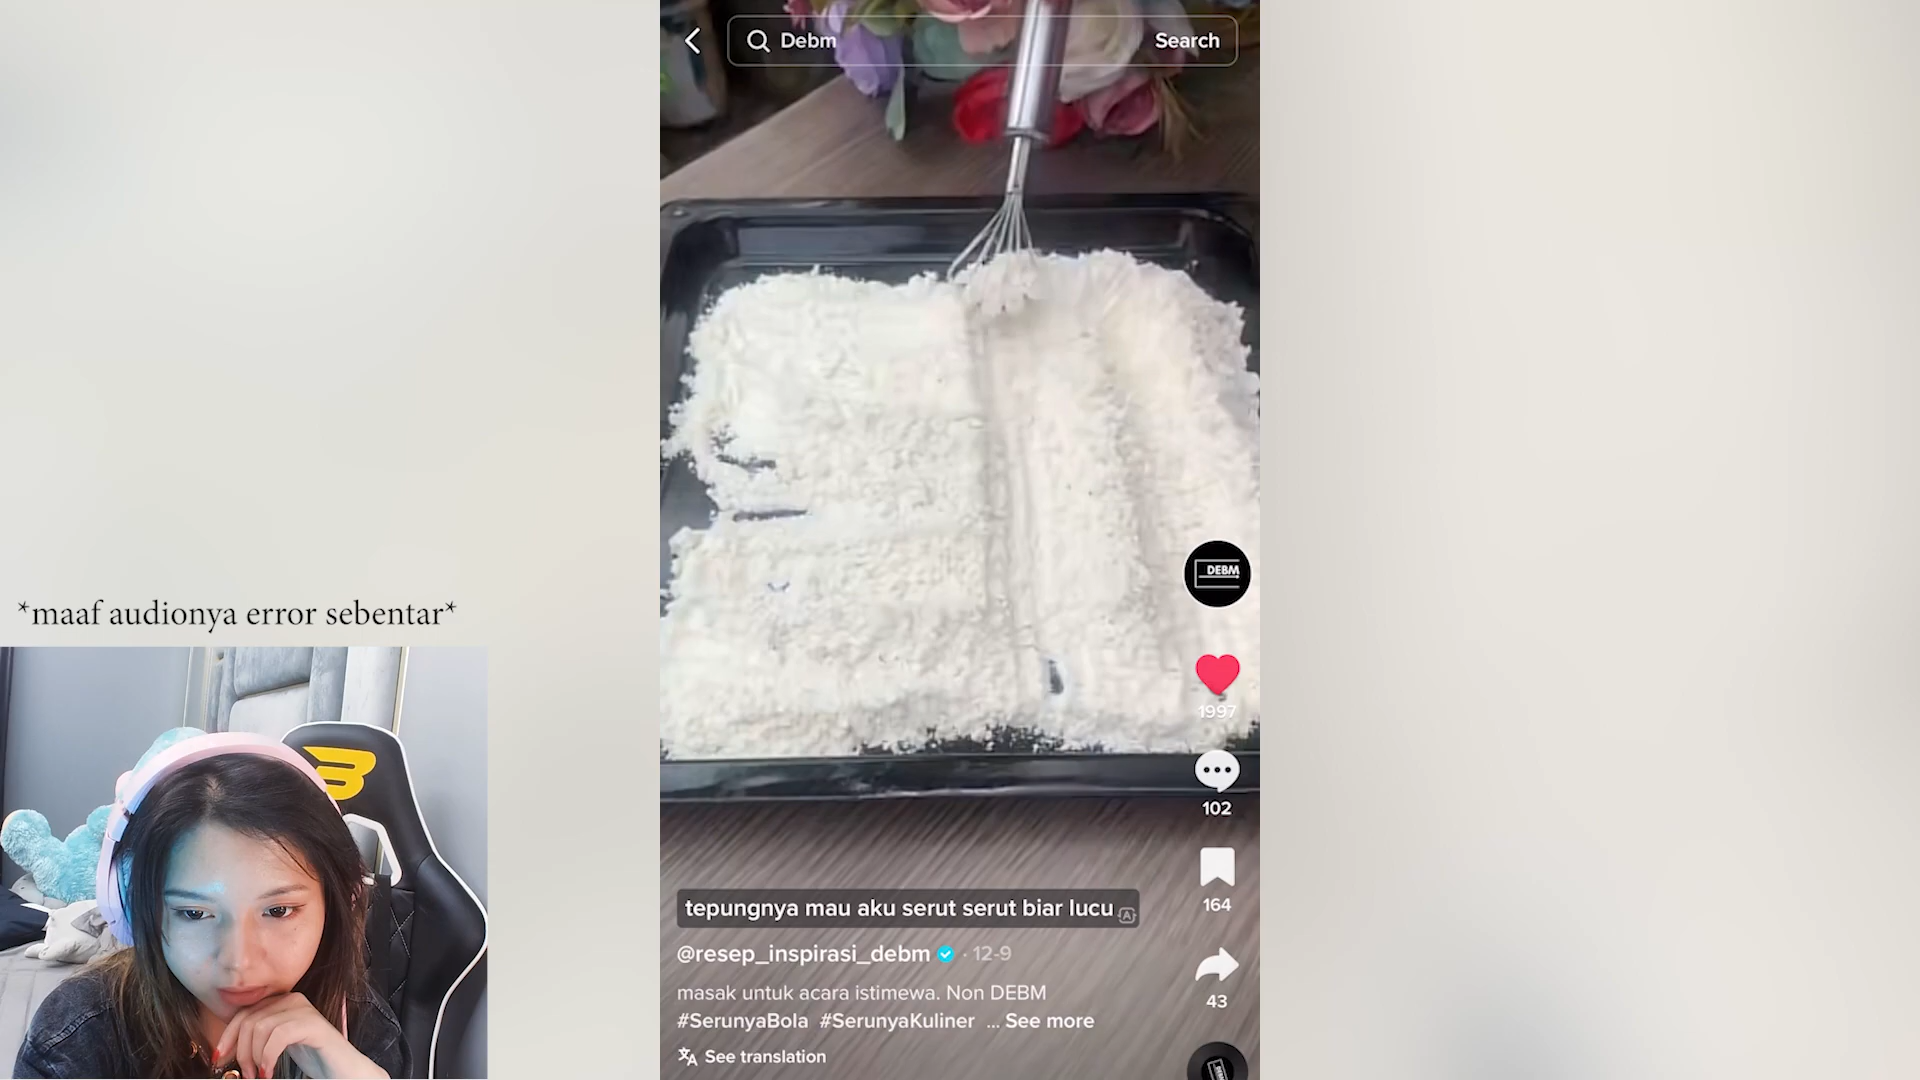 Debm
Search
DEBM
1997
*maaf audionya error sebentar*
102
164
tepungnya mau aku serut serut biar lucu
@resep_inspirasi_debm · 12-9
43
masak untuk acara istimewa. Non DEBM
#SerunyaBola #SerunyaKuliner ... See more
See translation